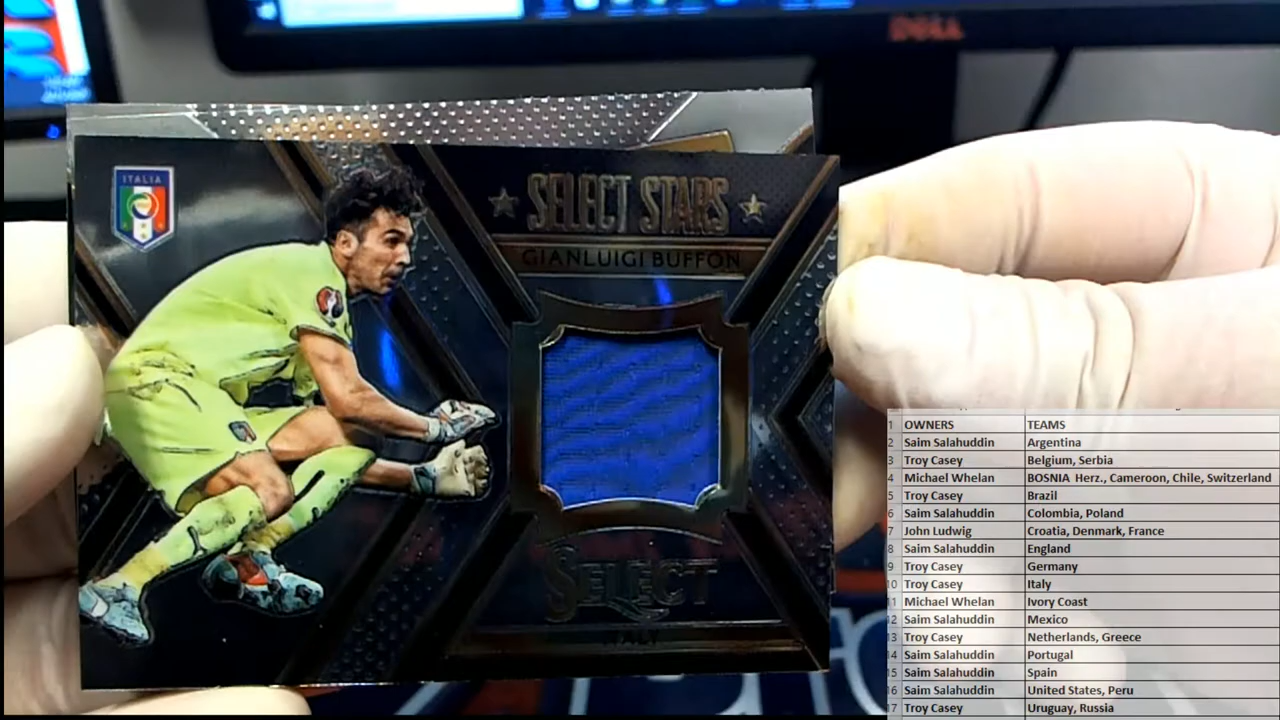 DELL
ITALIA
SELECT STARS
GIANLUIGI BUFFON
SELECT
ITALY
1 OWNERS TEAMS
2 Saim Salahuddin Argentina
3 Troy Casey Belgium, Serbia
4 Michael Whelan BOSNIA Herz., Cameroon, Chile, Switzerland
5 Troy Casey Brazil
6 Saim Salahuddin Colombia, Poland
7 John Ludwig Croatia, Denmark, France
8 Saim Salahuddin England
9 Troy Casey Germany
10 Troy Casey Italy
11 Michael Whelan Ivory Coast
12 Saim Salahuddin Mexico
13 Troy Casey Netherlands, Greece
14 Saim Salahuddin Portugal
15 Saim Salahuddin Spain
16 Saim Salahuddin United States, Peru
17 Troy Casey Uruguay, Russia